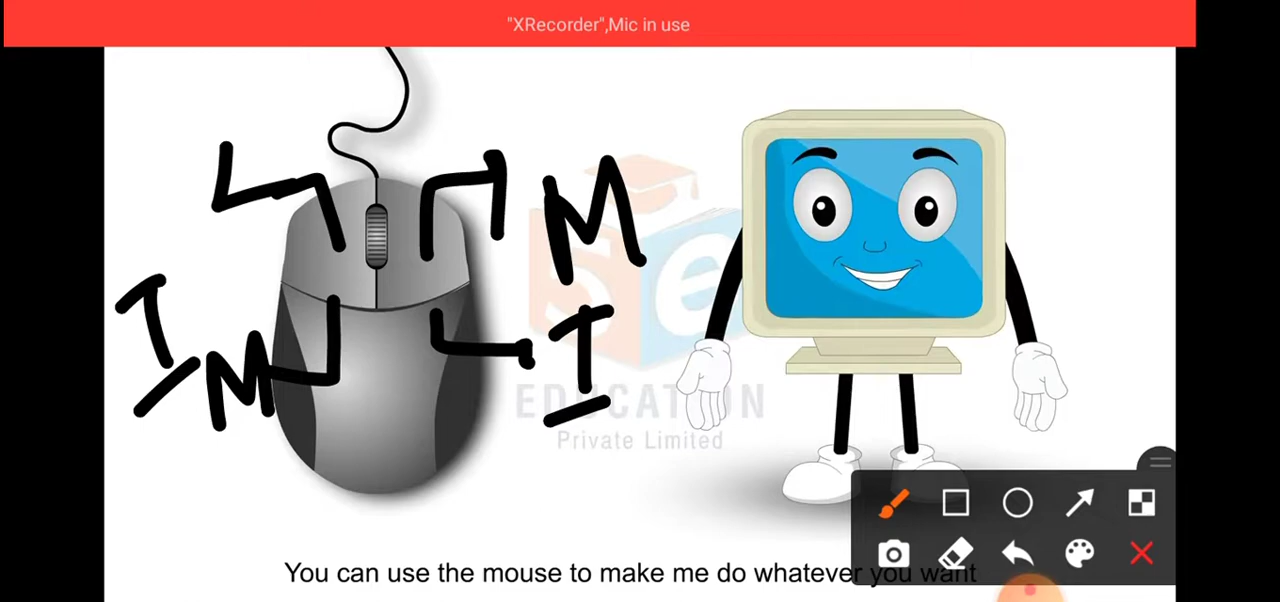 "XRecorder",Mic in use
M
I
I
M
Se
EDUCATION
Private Limited
You can use the mouse to make me do whatever you want